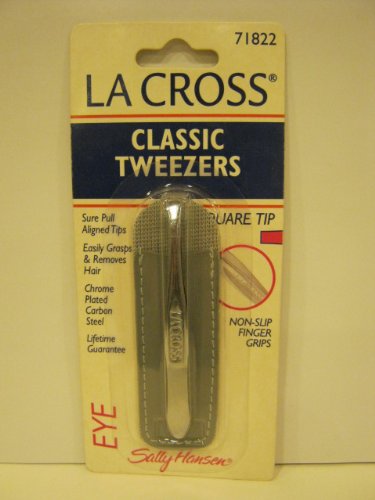 71822
LA CROSS®
CLASSIC
TWEEZERS
Sure Pull
Aligned Tips
Easily Grasps
& Removes
Hair
Chrome
Plated
Carbon
Steel
Lifetime
Guarantee
UARE TIP
NON-SLIP
FINGER
GRIPS
LA CROSS
EYE
Sally Hansen®